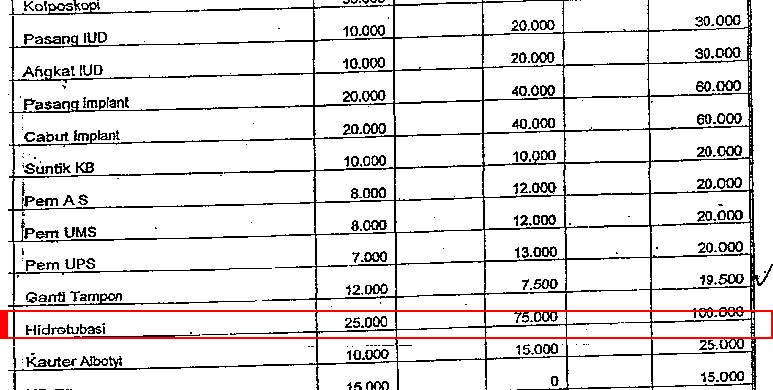 Kolposkopi
Pasang IUD 10.000 20.000 30.000
Angkat IUD 10.000 20.000 30.000
Pasang implant 20.000 40.000 60.000
Cabut Implant 20.000 40.000 60.000
Suntik KB 10.000 10.000 20.000
Pem A S 8.000 12.000 20.000
Pem UMS 8.000 12.000 20.000
Pem UPS 7.000 13.000 20.000
Ganti Tampon 12.000 7.500 19.500
Hidrotubasi 25.000 75.000 100.000
Kauter Albotyl 10.000 15.000 25.000
15.000 0 15.000